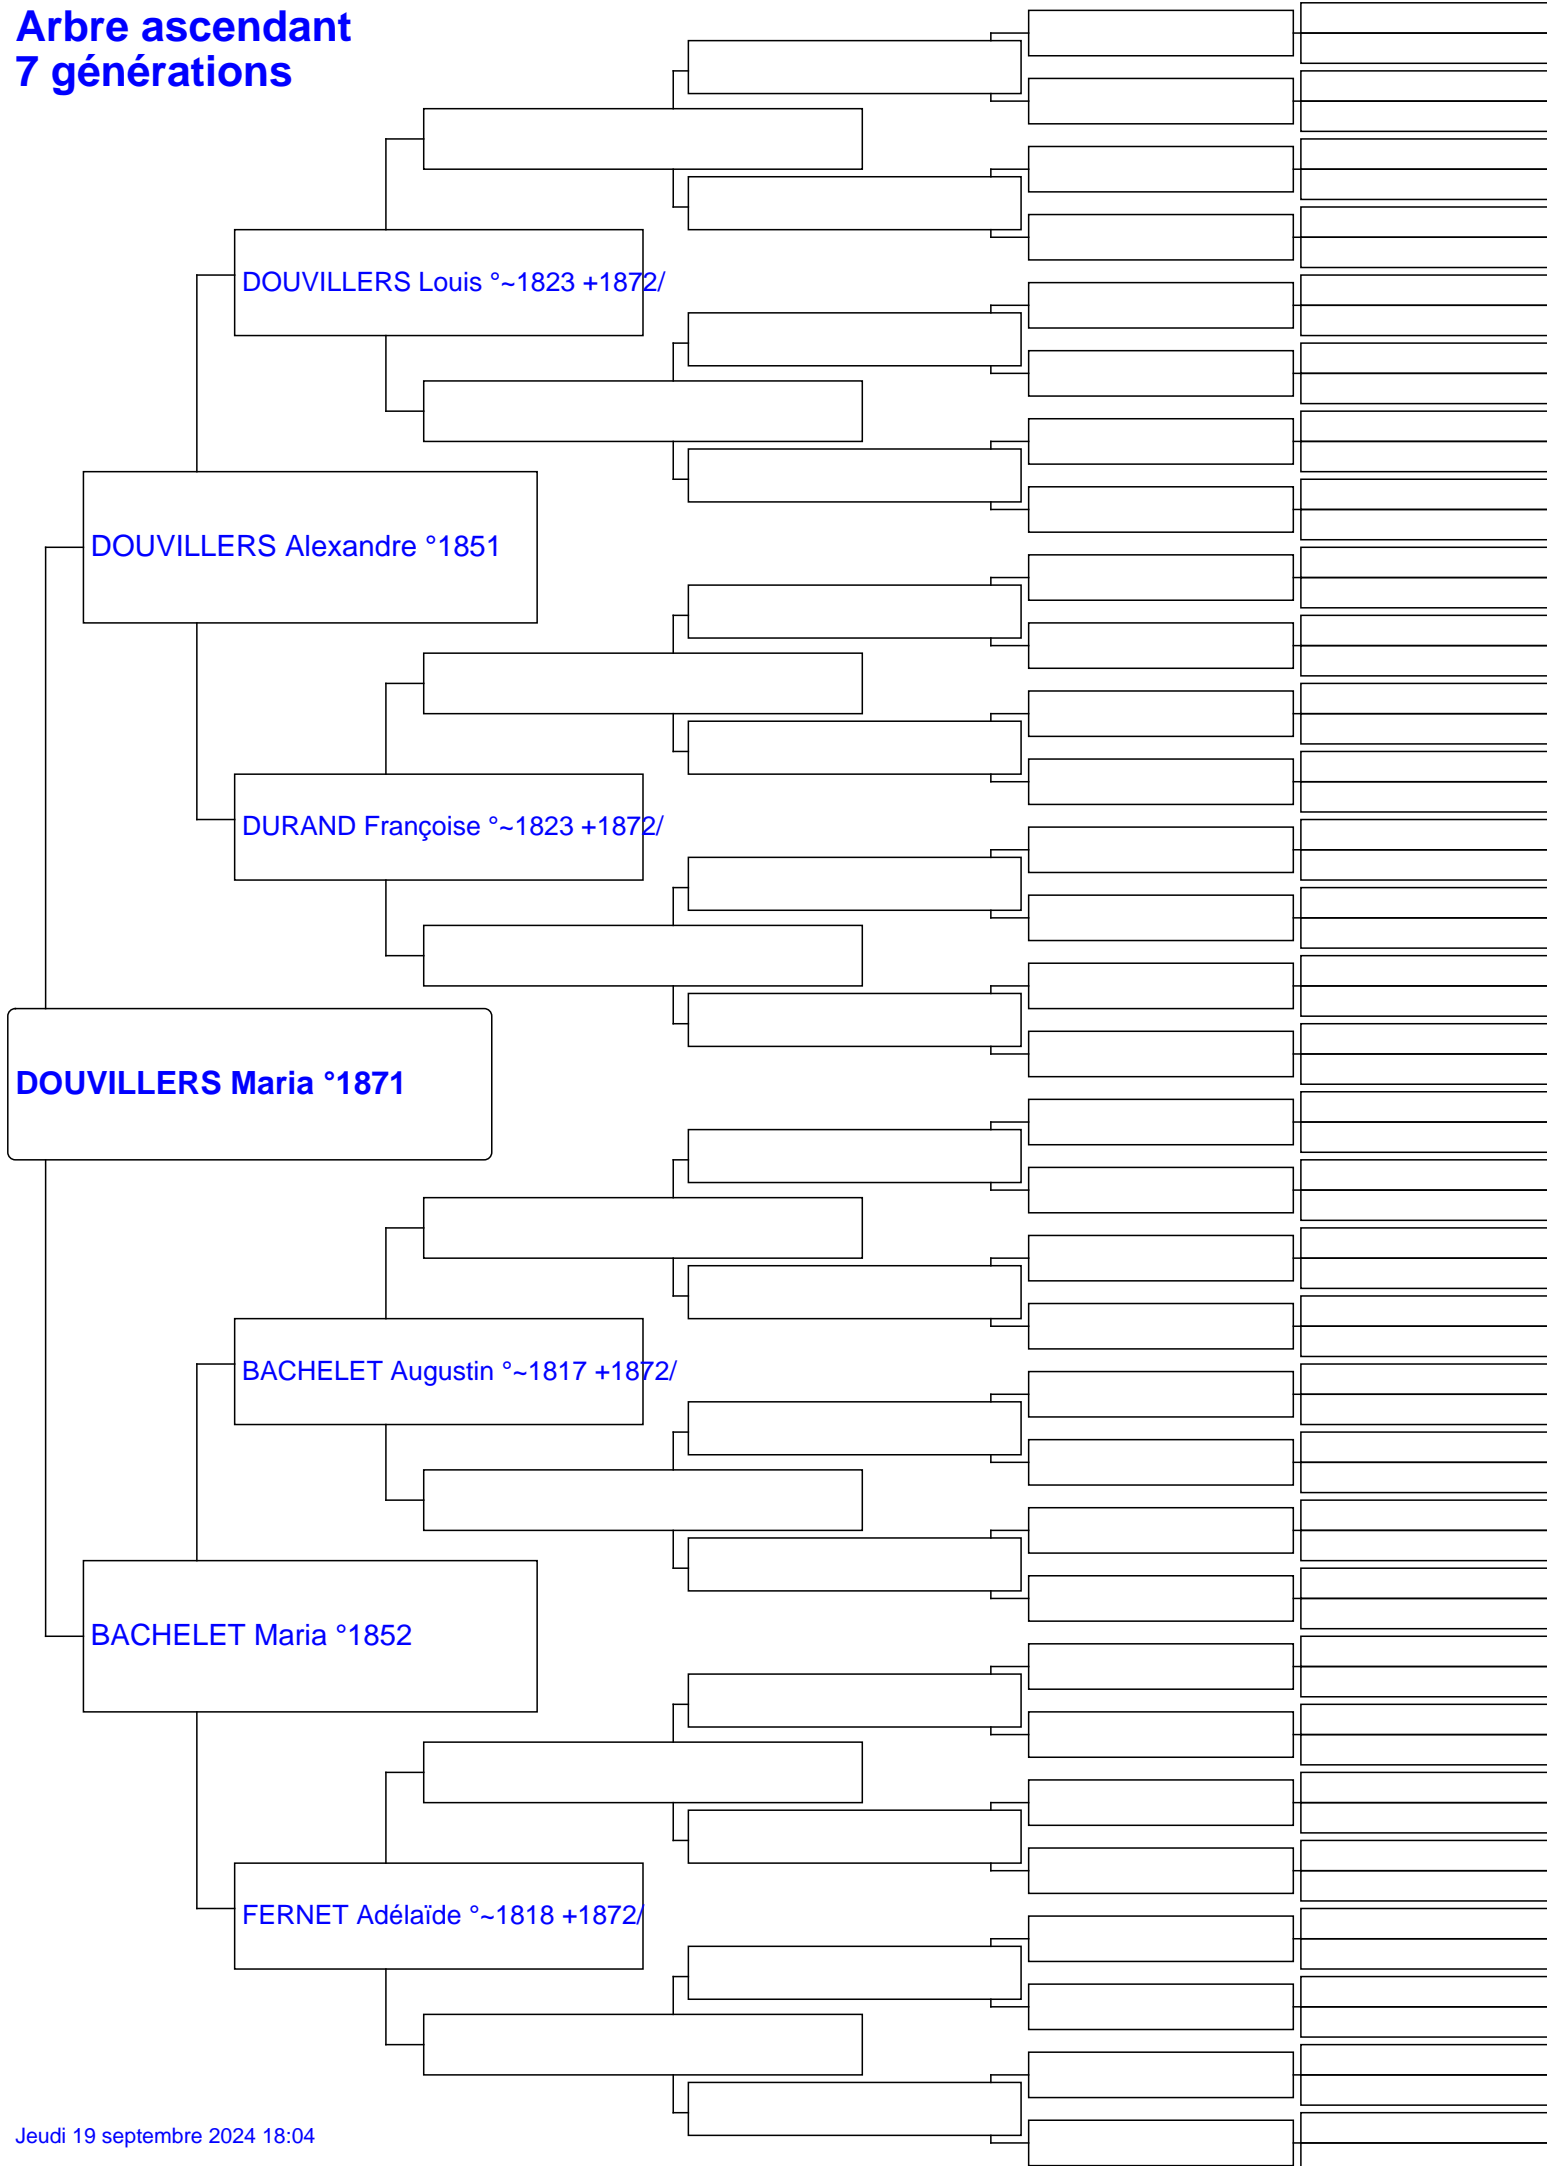 Arbre ascendant
7 générations
DOUVILLERS Louis °~1823 +1872/
DOUVILLERS Alexandre °1851
DURAND Françoise °~1823 +1872/
DOUVILLERS Maria °1871
BACHELET Augustin °~1817 +1872/
BACHELET Maria °1852
FERNET Adélaïde °~1818 +1872/
Jeudi 19 septembre 2024 18:04